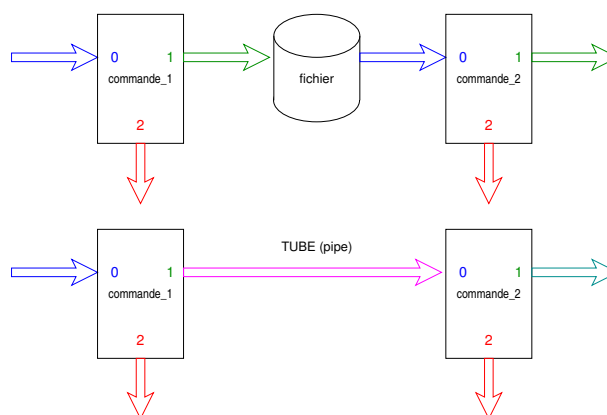 0 1
commande_1
2
fichier
0 1
commande_2
2
TUBE (pipe)
0 1
commande_1
2
0 1
commande_2
2